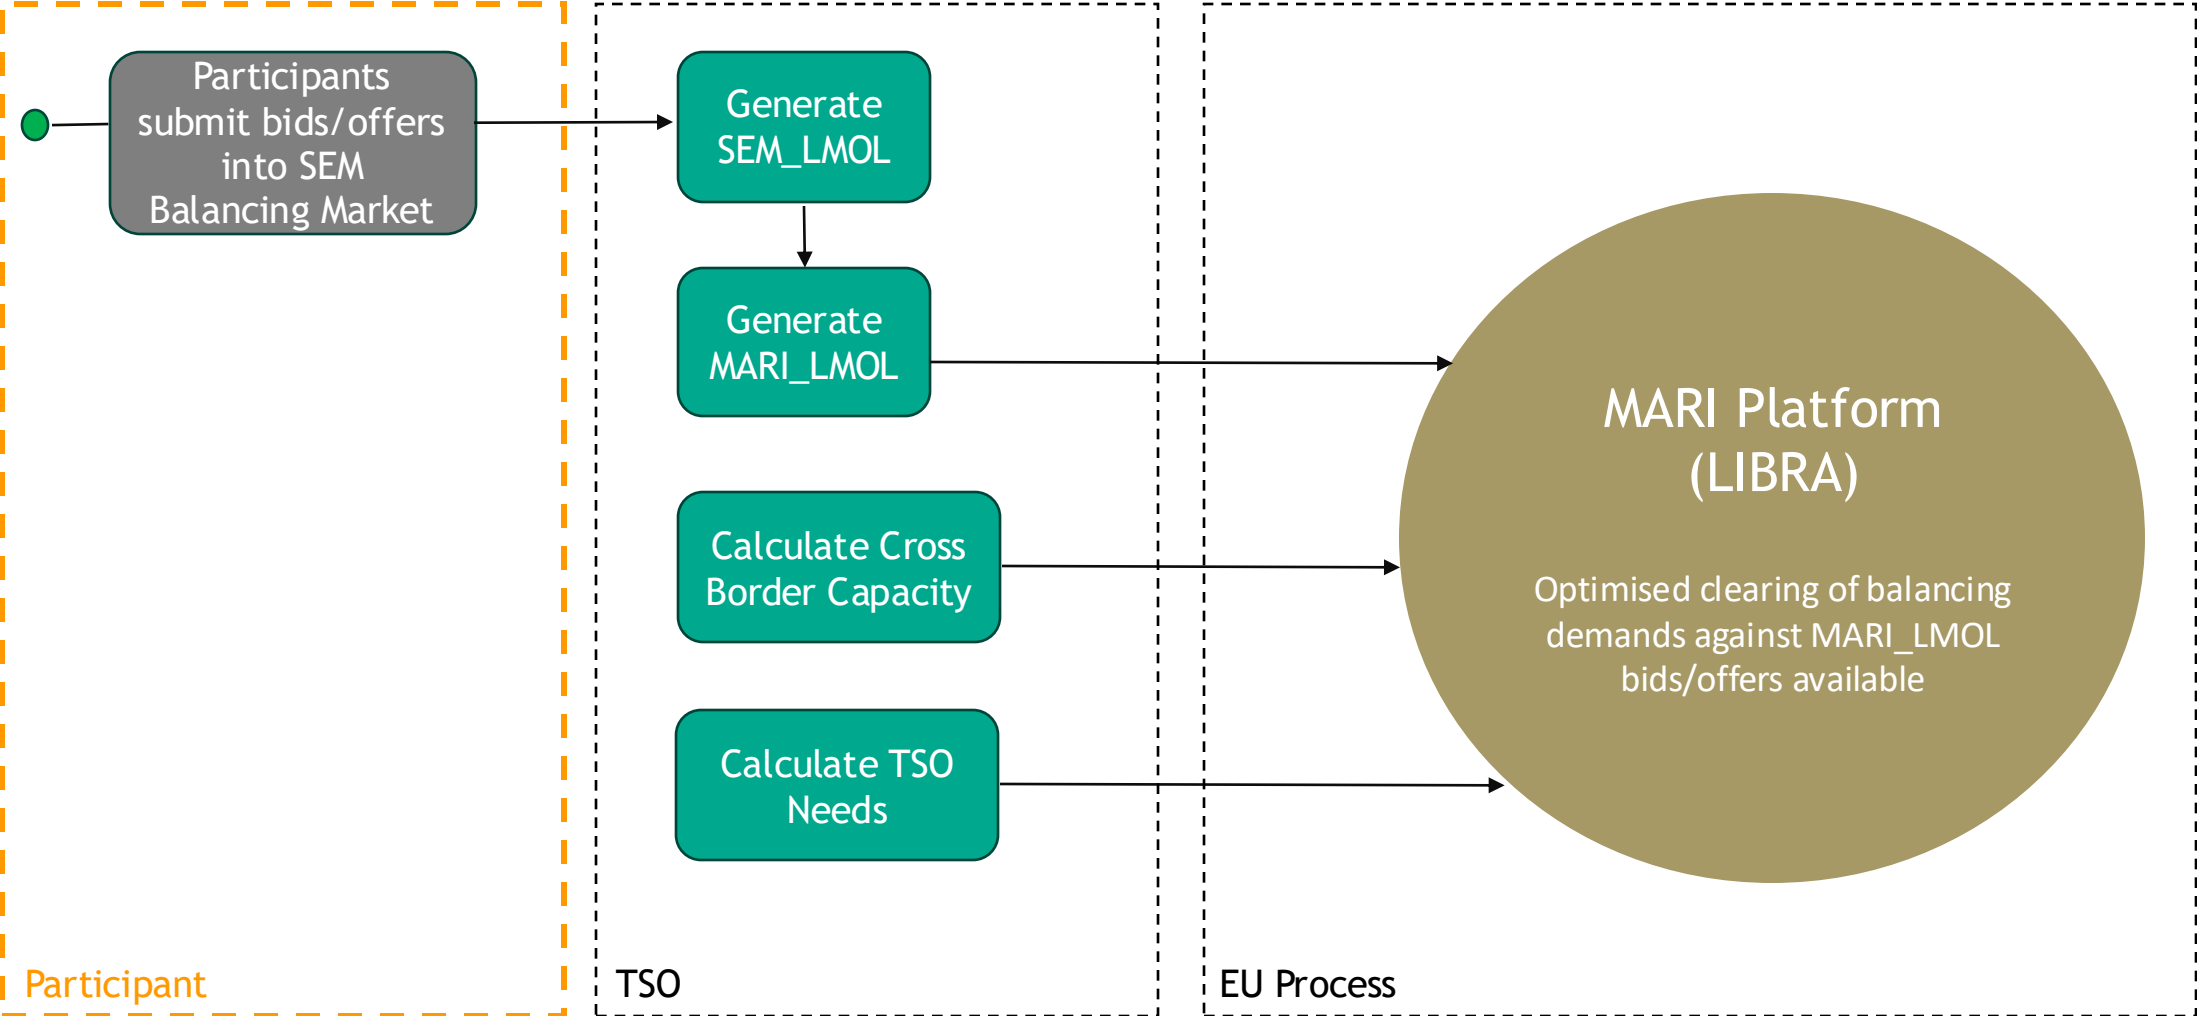 Participants
submit bids/offers
into SEM
Balancing Market
Generate
SEM_LMOL
Generate
MARI_LMOL
Calculate Cross
Border Capacity
Calculate TSO
Needs
MARI Platform
(LIBRA)
Optimised clearing of balancing
demands against MARI_LMOL
bids/offers available
Participant
TSO
EU Process